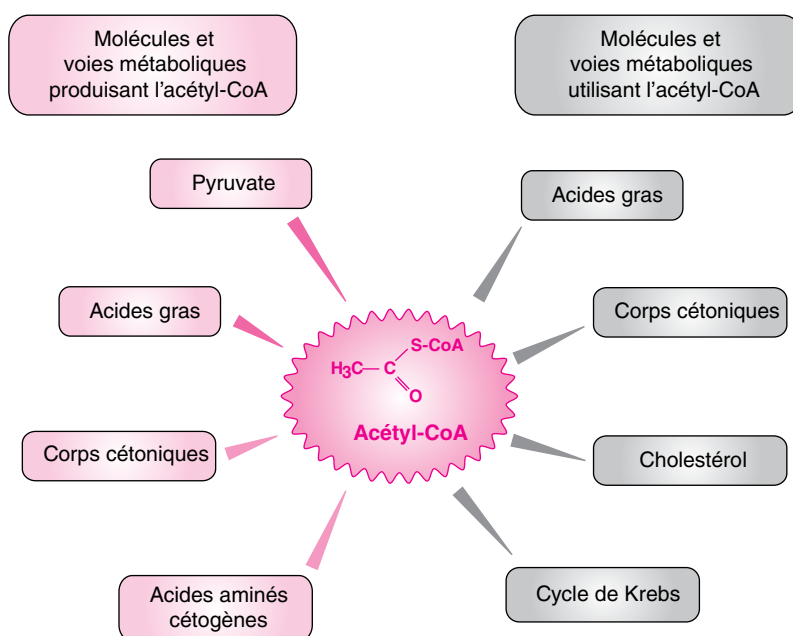 Molécules et
voies métaboliques
produisant l'acétyl-CoA
Molécules et
voies métaboliques
utilisant l'acétyl-CoA
Pyruvate
Acides gras
Acides gras
Corps cétoniques
S-CoA
H3C—C
O
Acétyl-CoA
Corps cétoniques
Cholestérol
Acides aminés
cétogènes
Cycle de Krebs